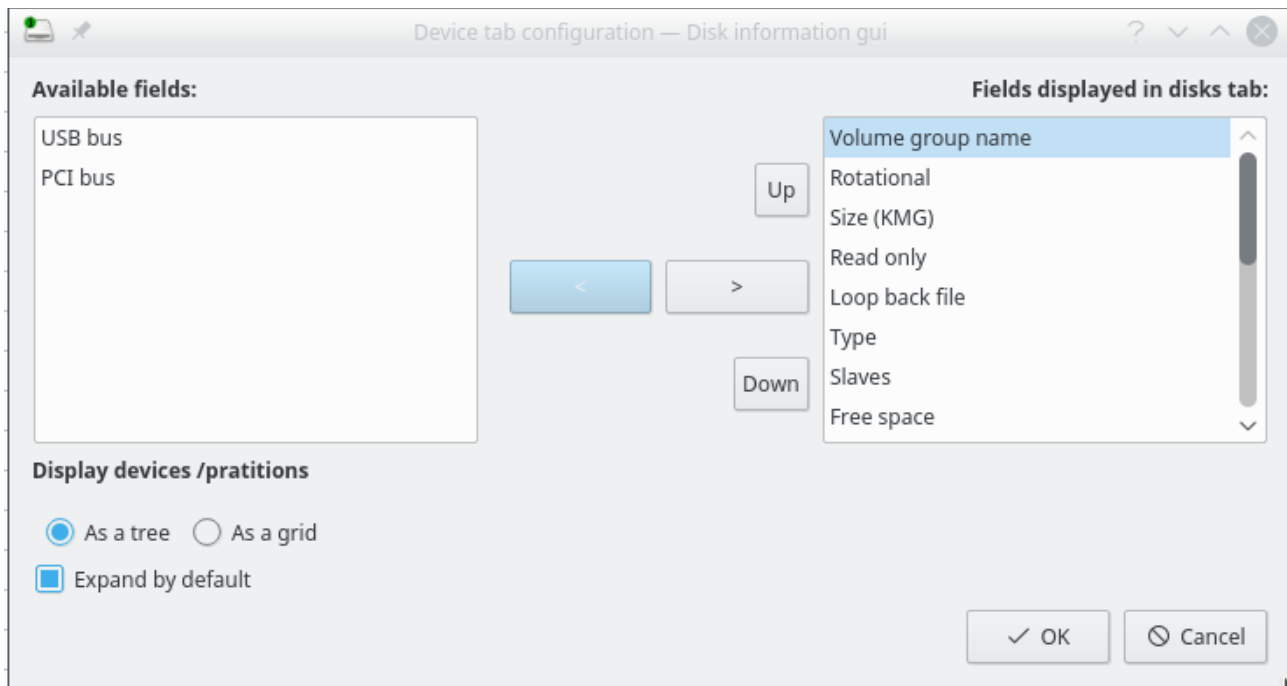 Device tab configuration — Disk information gui
Available fields:
Fields displayed in disks tab:
USB bus
PCI bus
Up
<
>
Down
Volume group name
Rotational
Size (KMG)
Read only
Loop back file
Type
Slaves
Free space
Display devices /pratitions
As a tree
As a grid
Expand by default
OK
Cancel